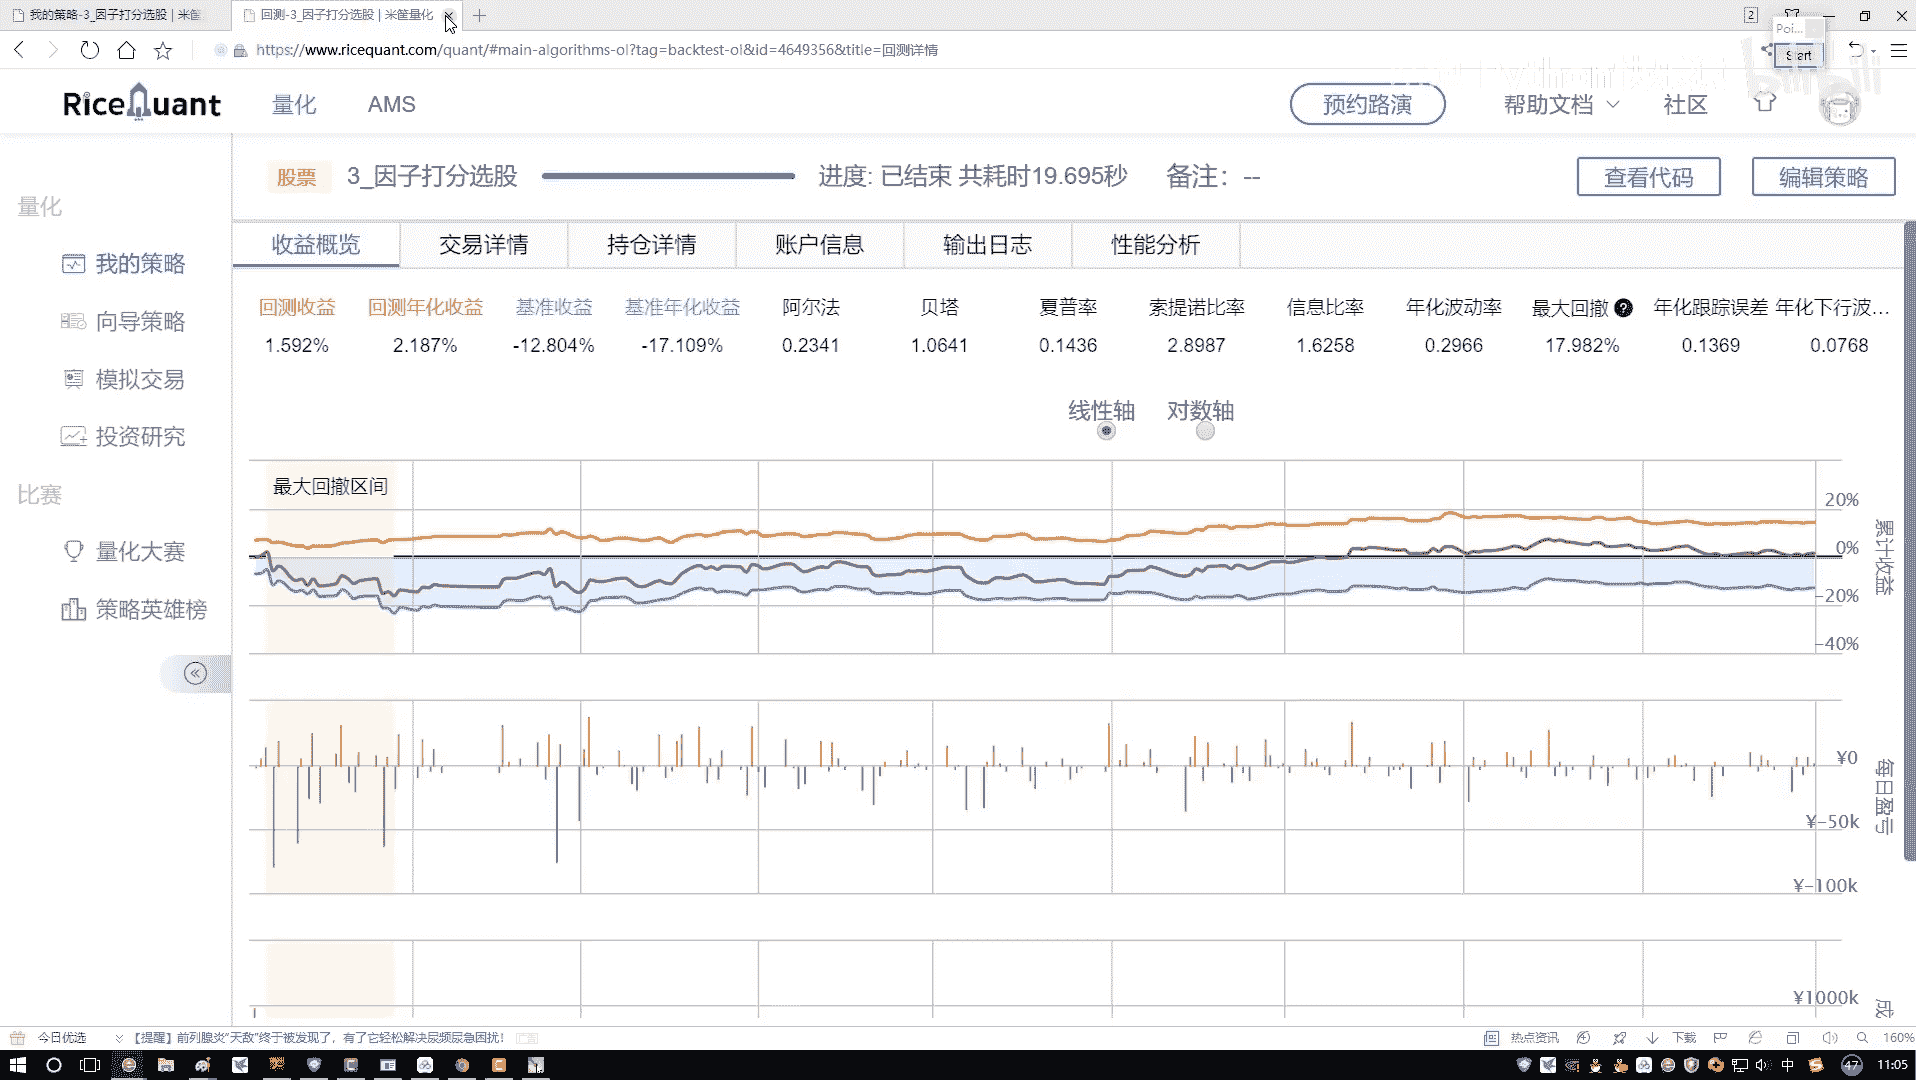 我的策略-3_因子打分选股 | 米筐
回测-3_因子打分选股 | 米筐量化
2
Poi...
Start
https://www.ricequant.com/quant/#main-algorithms-ol?tag=backtest-ol&id=4649356&title=回测详情
RiceQuant
量化
AMS
预约路演
帮助文档
社区
股票
3_因子打分选股
进度: 已结束 共耗时19.695秒
备注: --
查看代码
编辑策略
量化
我的策略
向导策略
模拟交易
投资研究
比赛
量化大赛
策略英雄榜
收益概览
交易详情
持仓详情
账户信息
输出日志
性能分析
回测收益 回测年化收益 基准收益 基准年化收益 阿尔法 贝塔 夏普率 索提诺比率 信息比率 年化波动率 最大回撤 ? 年化跟踪误差 年化下行波...
1.592% 2.187% -12.804% -17.109% 0.2341 1.0641 0.1436 2.8987 1.6258 0.2966 17.982% 0.1369 0.0768
线性轴
对数轴
最大回撤区间
20%
0%
-20%
-40%
累计收益
¥0
¥-50k
¥-100k
每日盈亏
¥1000k
今日优选
【提醒】前列腺炎“天敌”终于被发现了，有了它轻松解决尿频尿急困扰！
热点资讯
下载
160%
中
47
11:05